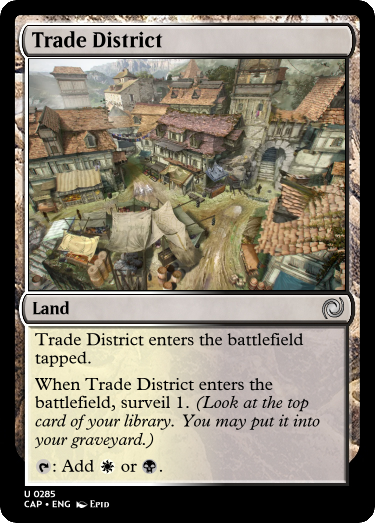 Trade District
Land
Trade District enters the battlefield
tapped.
When Trade District enters the
battlefield, surveil 1. (Look at the top
card of your library. You may put it into
your graveyard.)
: Add or .
U 0285
CAP • ENG Epid